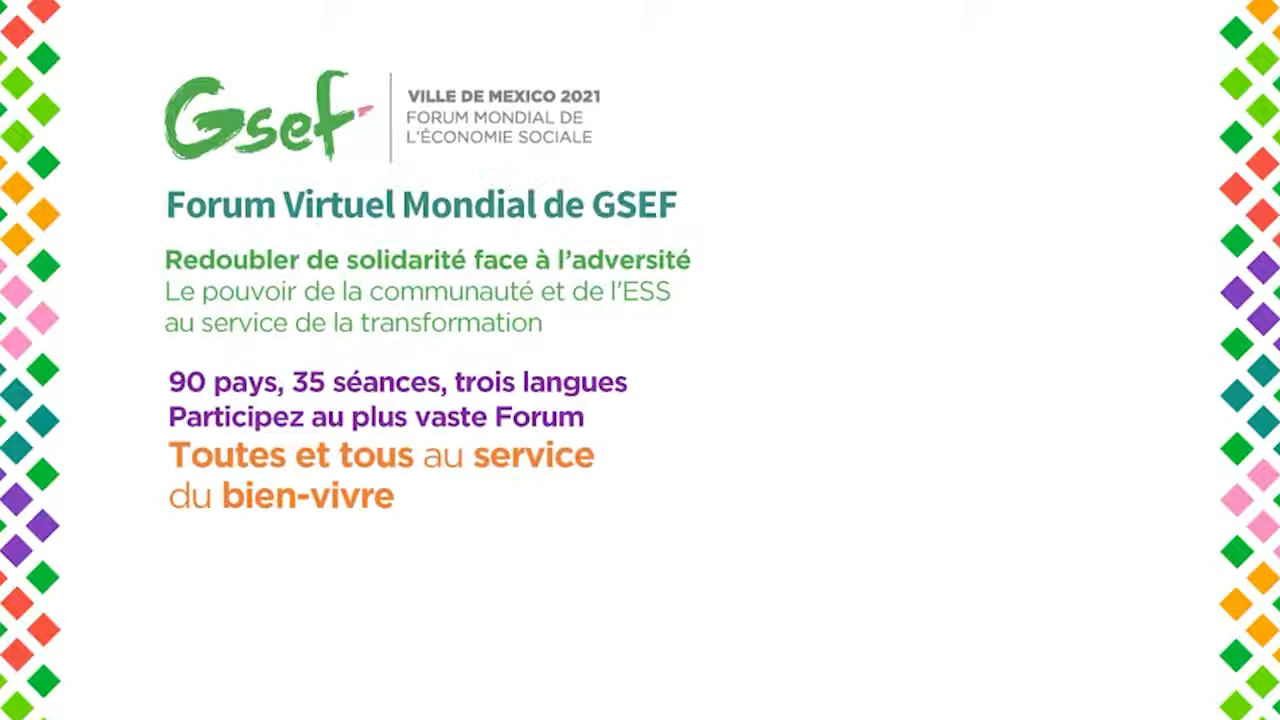 Gsef
VILLE DE MEXICO 2021
FORUM MONDIAL DE
L'ÉCONOMIE SOCIALE
Forum Virtuel Mondial de GSEF
Redoubler de solidarité face à l'adversité
Le pouvoir de la communauté et de l'ESS
au service de la transformation
90 pays, 35 séances, trois langues
Participez au plus vaste Forum
Toutes et tous au service
du bien-vivre